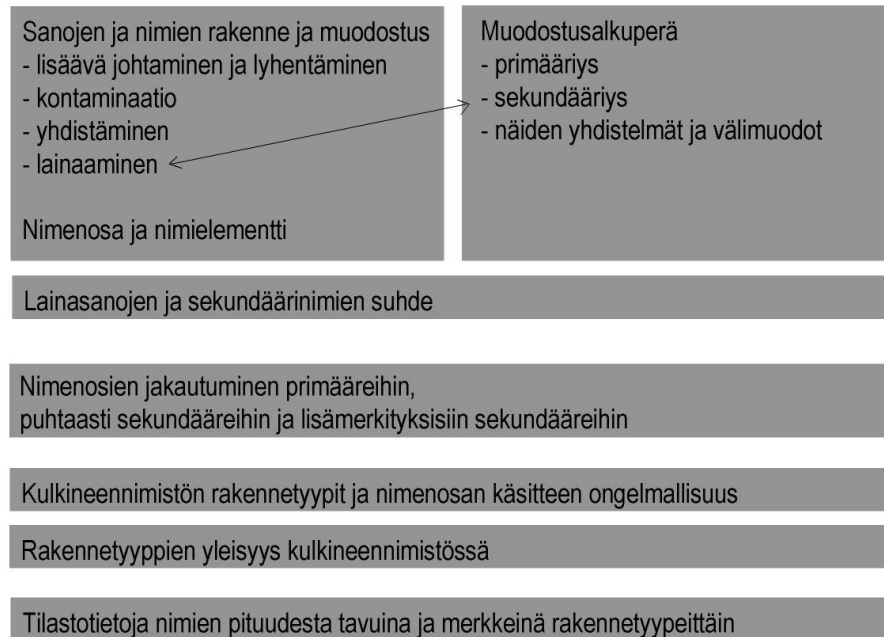 Sanojen ja nimien rakenne ja muodostus
- lisäävä johtaminen ja lyhentäminen
- kontaminaatio
- yhdistäminen
- lainaaminen
Nimenosa ja nimielementti
Muodostusalkuperä
- primääriys
- sekundääriys
- näiden yhdistelmät ja välimuodot
Lainasanojen ja sekundäärinimien suhde
Nimenosien jakautuminen primääreihin,
puhtaasti sekundääreihin ja lisämerkityksisiin sekundääreihin
Kulkineennimistön rakennetyypit ja nimenosan käsitteen ongelmallisuus
Rakennetyyppien yleisyys kulkineennimistössä
Tilastotietoja nimien pituudesta tavuina ja merkkeinä rakennetyypeittäin